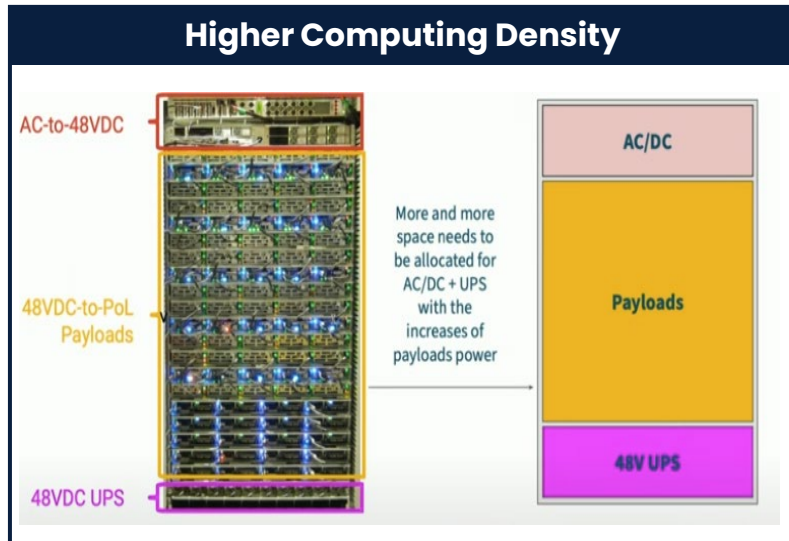 Higher Computing Density
AC-to-48VDC
48VDC-to-PoL
Payloads
48VDC UPS
More and more
space needs to
be allocated for
AC/DC + UPS
with the
increases of
payloads power
AC/DC
Payloads
48V UPS